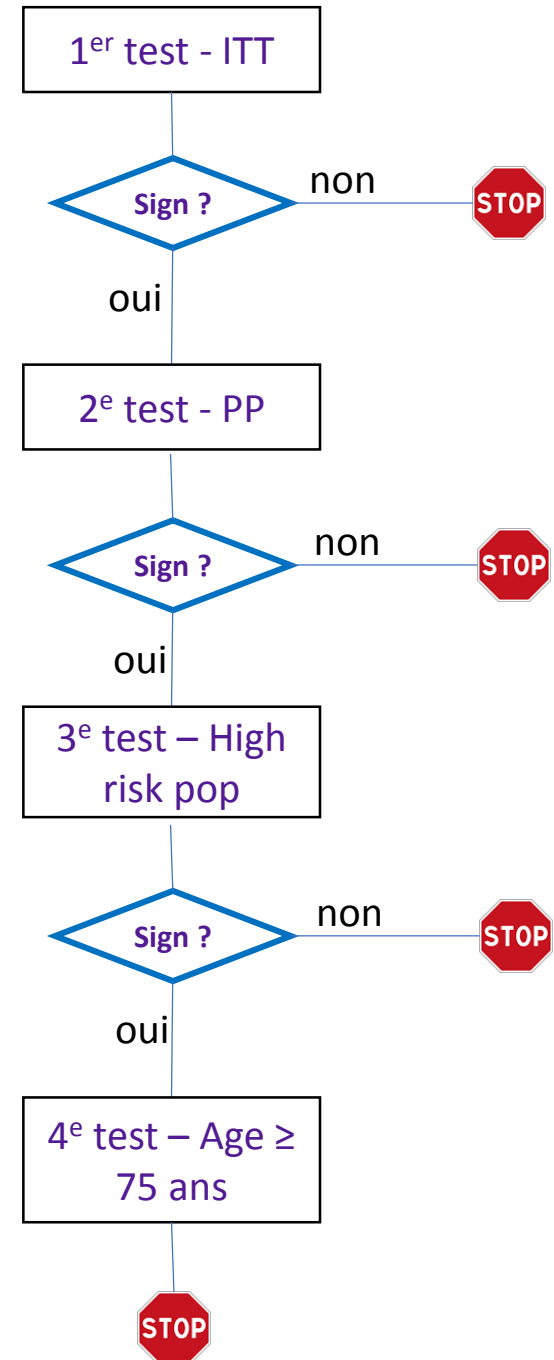 1er test - ITT
Sign ?
non
STOP
oui
2e test - PP
Sign ?
non
STOP
oui
3e test – High
risk pop
Sign ?
non
STOP
oui
4e test – Age ≥
75 ans
STOP